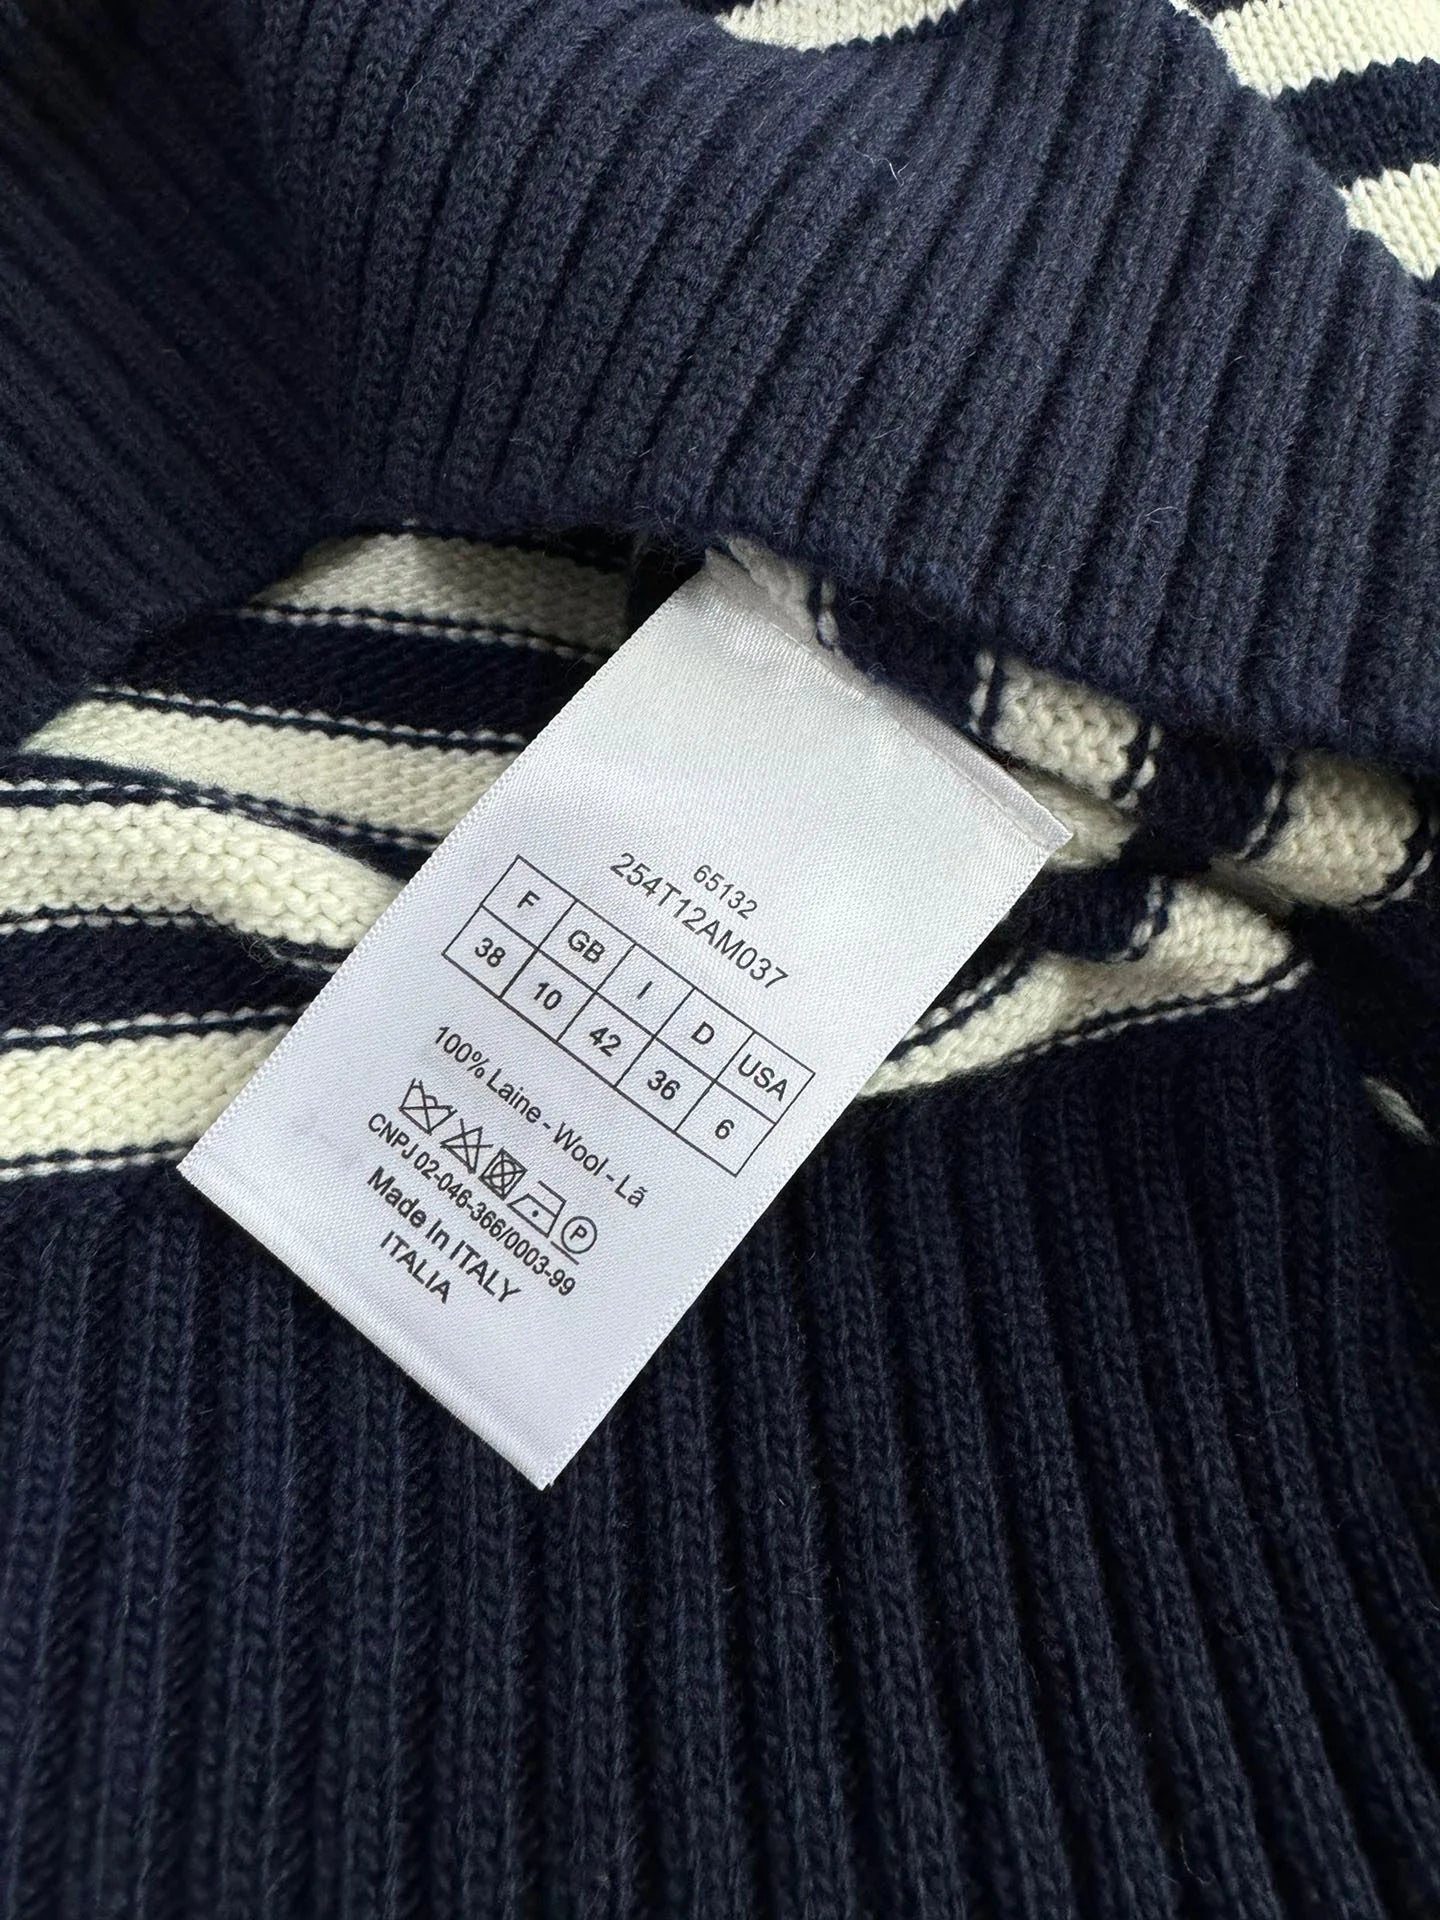 65132
254T12AM037
F GB I D USA
38 10 42 36 6
100% Laine - Wool - Lã
P
CNPJ 02-046-366/0003-99
Made In ITALY
ITALIA